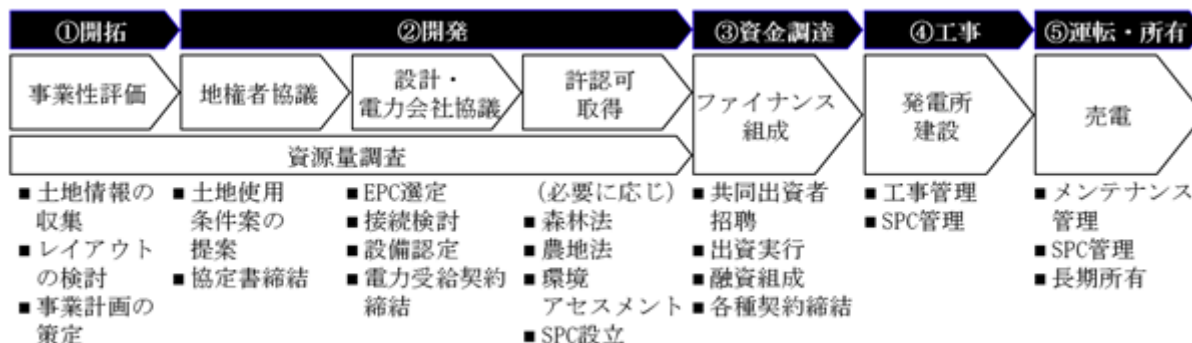 ①開拓
②開発
③資金調達
④工事
⑤運転・所有
事業性評価
地権者協議
設計・
電力会社協議
許認可
取得
ファイナンス
組成
発電所
建設
売電
資源量調査
■土地情報の
収集
■レイアウト
の検討
■事業計画の
策定
■土地使用
条件案の
提案
■協定書締結
■EPC選定
■接続検討
■設備認定
■電力受給契約
締結
(必要に応じ)
■森林法
■農地法
■環境
アセスメント
■SPC設立
■共同出資者
招聘
■出資実行
■融資組成
■各種契約締結
■工事管理
■SPC管理
■メンテナンス
管理
■SPC管理
■長期所有